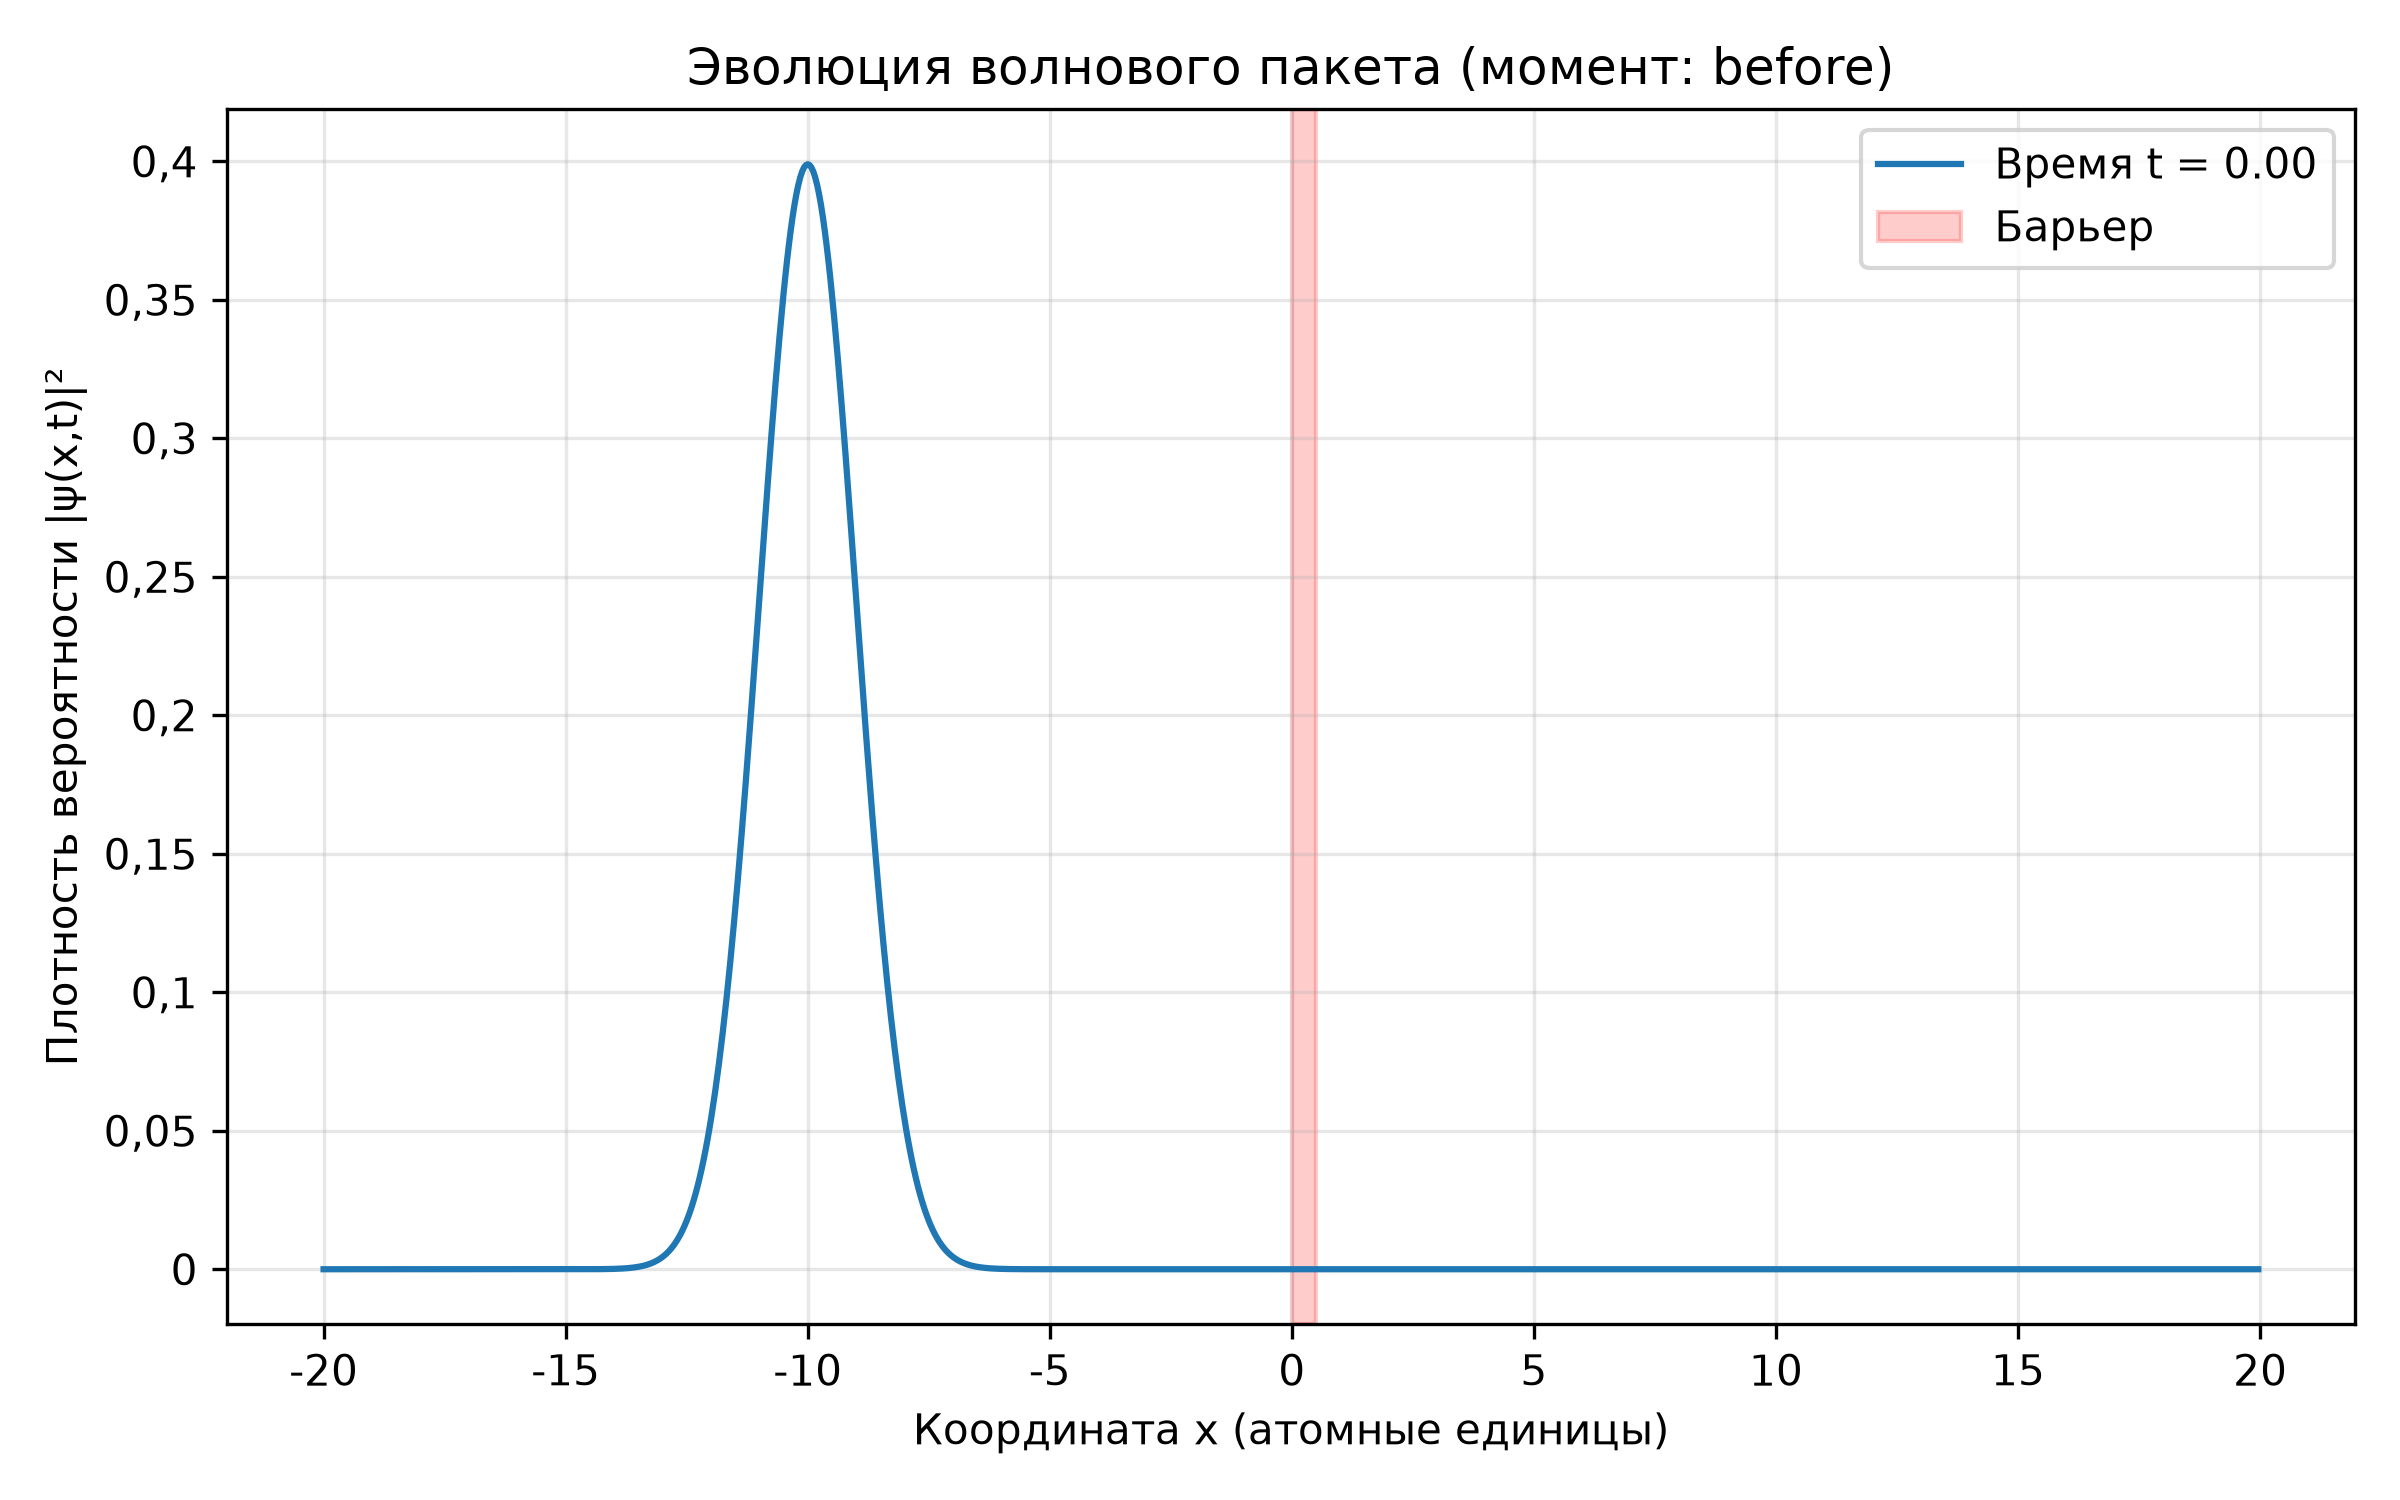 Эволюция волнового пакета (момент: before)
Время t = 0.00
Барьер
Плотность вероятности |ψ(x,t)|²
0,4
0,35
0,3
0,25
0,2
0,15
0,1
0,05
0
-20 -15 -10 -5 0 5 10 15 20
Координата x (атомные единицы)